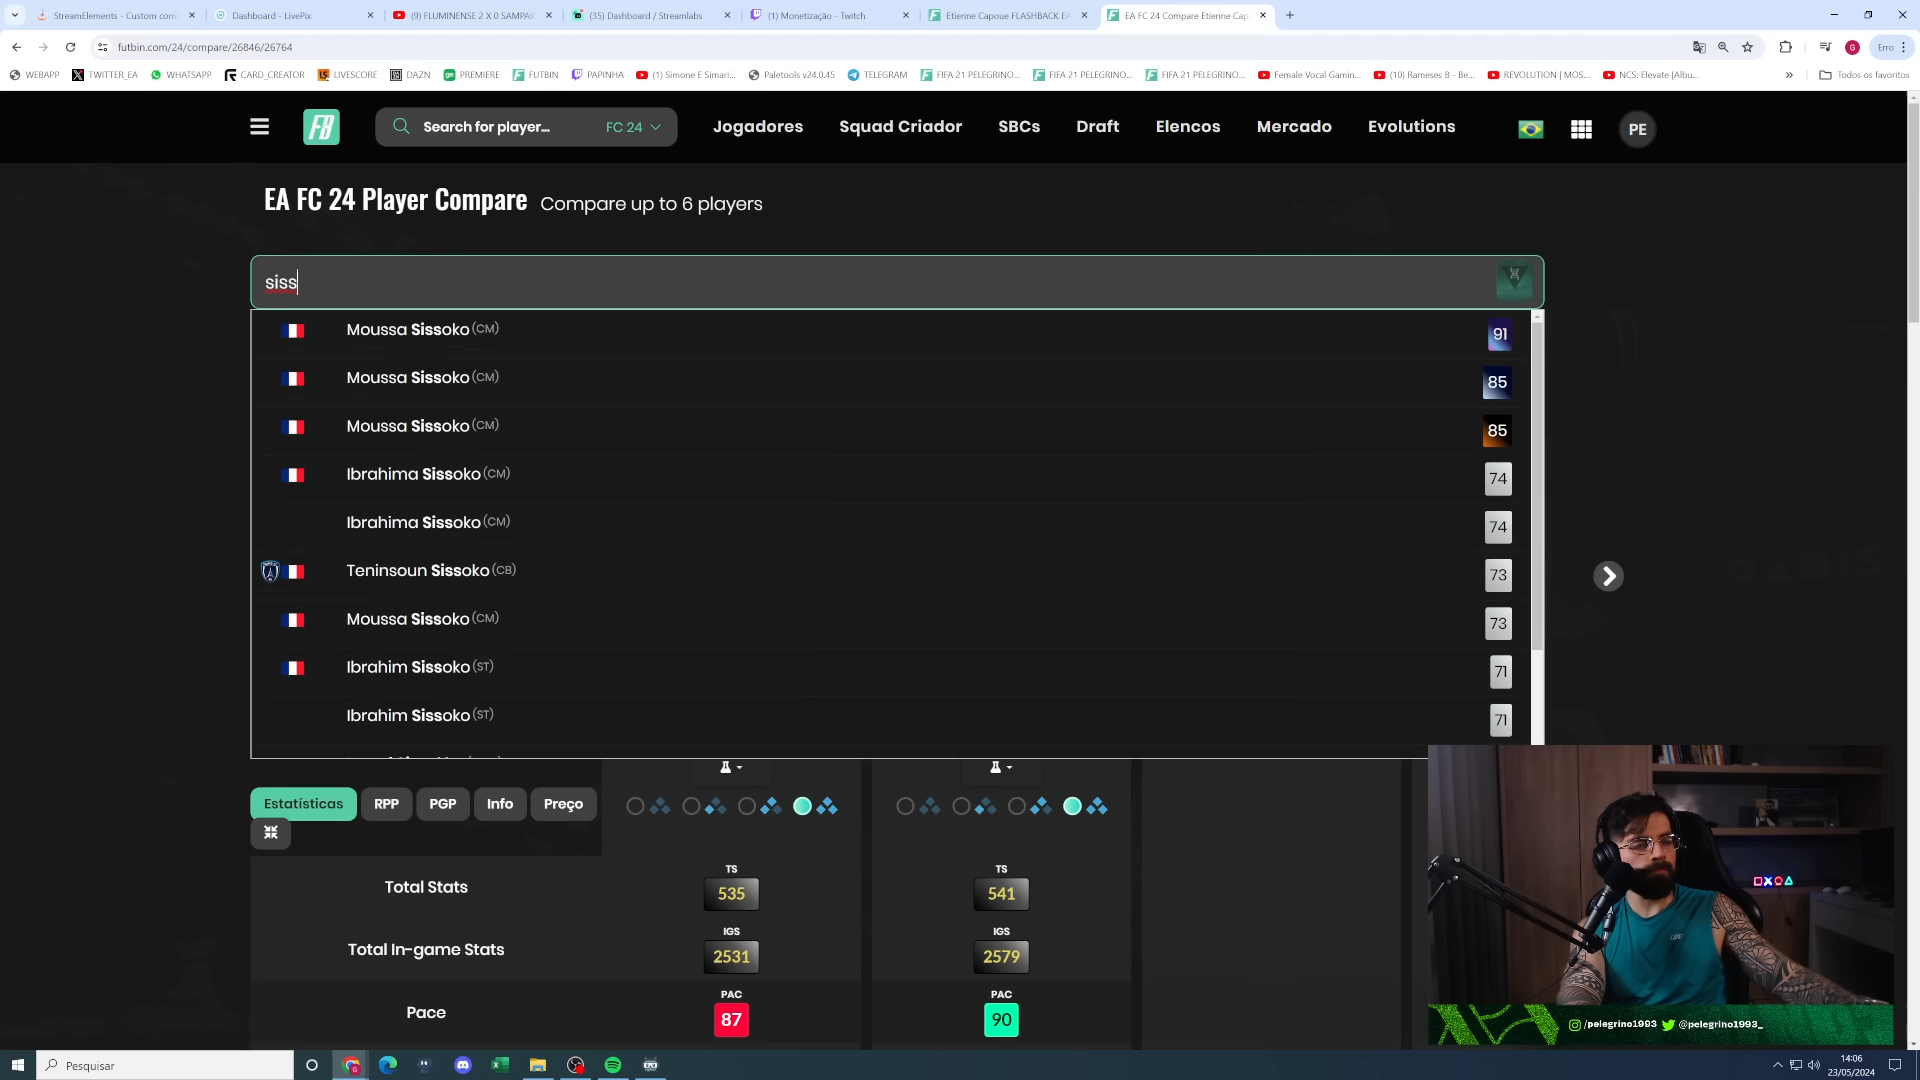 StreamElements - Custom com
Dashboard - LivePix
(9) FLUMINENSE 2 X 0 SAMPAI
(35) Dashboard / Streamlabs
(1) Monetização - Twitch
Etienne Capoue FLASHBACK EA
EA FC 24 Compare Etienne Cap
futbin.com/24/compare/26846/26764
Erro
WEBAPP
TWITTER_EA
WHATSAPP
CARD_CREATOR
LIVESCORE
DAZN
PREMIERE
FUTBIN
PAPINHA
(1) Simone E Simari...
Paletools v24.0.45
TELEGRAM
FIFA 21 PELEGRINO...
FIFA 21 PELEGRINO...
FIFA 21 PELEGRINO...
Female Vocal Gamin...
(10) Rameses B - Be...
REVOLUTION | MOS...
NCS: Elevate [Albu...
Todos os favoritos
Search for player...
FC 24
Jogadores
Squad Criador
SBCs
Draft
Elencos
Mercado
Evolutions
PE
EA FC 24 Player Compare Compare up to 6 players
siss
Moussa Sissoko (CM) 91
Moussa Sissoko (CM) 85
Moussa Sissoko (CM) 85
Ibrahima Sissoko (CM) 74
Ibrahima Sissoko (CM) 74
Teninsoun Sissoko (CB) 73
Moussa Sissoko (CM) 73
Ibrahim Sissoko (ST) 71
Ibrahim Sissoko (ST) 71
Estatísticas RPP PGP Info Preço
TS TS
Total Stats 535 541
IGS IGS
Total In-game Stats 2531 2579
PAC PAC
Pace 87 90
/pelegrino1993 @pelegrino1993_
Pesquisar
14:06
23/05/2024